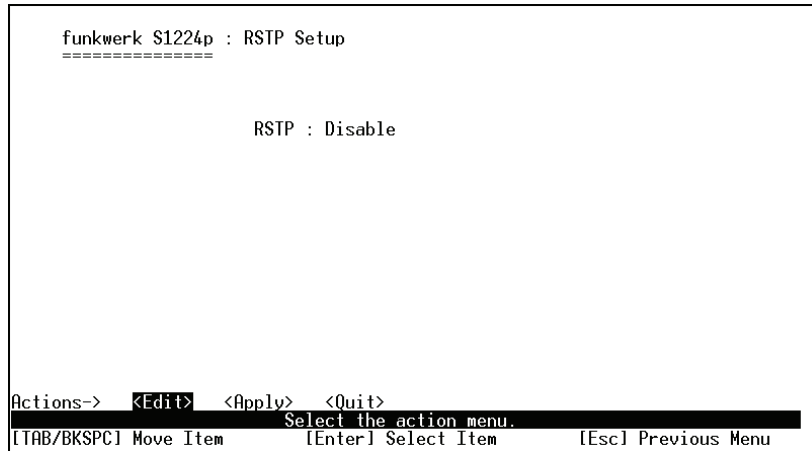 funkwerk S1224p : RSTP Setup
===============
RSTP : Disable
Actions-> <Edit> <Apply> <Quit>
Select the action menu.
[TAB/BKSPC] Move Item [Enter] Select Item [Esc] Previous Menu